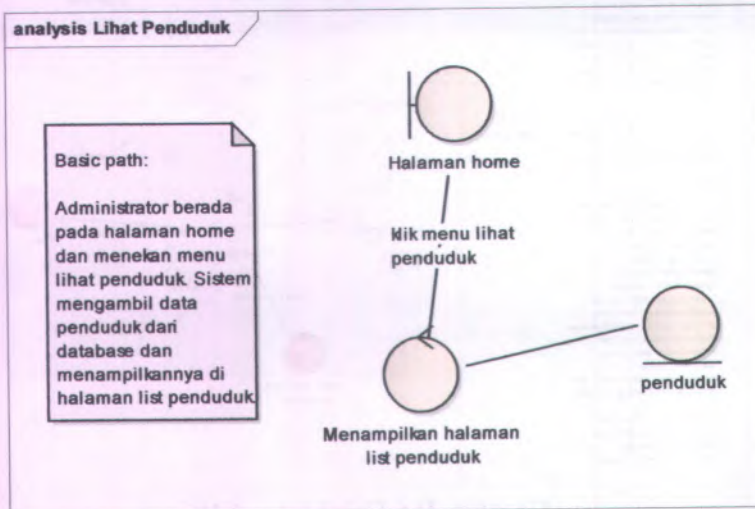 analysis Lihat Penduduk
Basic path:
Administrator berada
pada halaman home
dan menekan menu
lihat penduduk. Sistem
mengambil data
penduduk dari
database dan
menampilkannya di
halaman list penduduk.
Halaman home
klik menu lihat
penduduk
penduduk
Menampilkan halaman
list penduduk